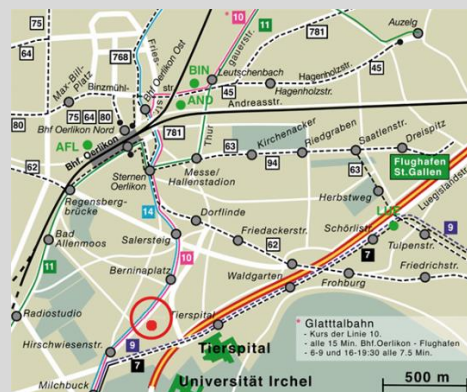 Auzelg
75
64
768
Fries-
str
Bhf Oerlikon Ost
* 10
11
gauerstr.
Thur
781
BIN
AND
Leutschenbach
Hagenholzstr.
45
45
Hagenholzstr.
Andreasstr.
Max-Bill-
Platz
Binzmühl-
75 64 80
80
Bhf Oerlikon Nord
AFL
Bhf. Oerlikon
781
Kirchenacker
Riedgraben
Saatlenstr.
Dreispitz
63
94
63
Flughafen
St.Gallen
Messe/
Hallenstadion
Sternen
Oerlikon
62
Regensberg-
brücke
14
Dorflinde
Herbstweg
Luegislandstr.
LUE
Bad
Allenmoos
Salersteig
Friedackerstr.
Schörlistr.
9
62
7
Tulpenstr.
10
11
Berninaplatz
Waldgarten
Friedrichstr.
Frohburg
Radiostudio
Tierspital
Hirschwiesenstr.
9
7
Tierspital
Milchbuck
Universität Irchel
* Glatttalbahn
- Kurs der Linie 10.
- alle 15 Min. Bhf.Oerlikon - Flughafen
- 6-9 und 16-19:30 alle 7.5 Min.
500 m